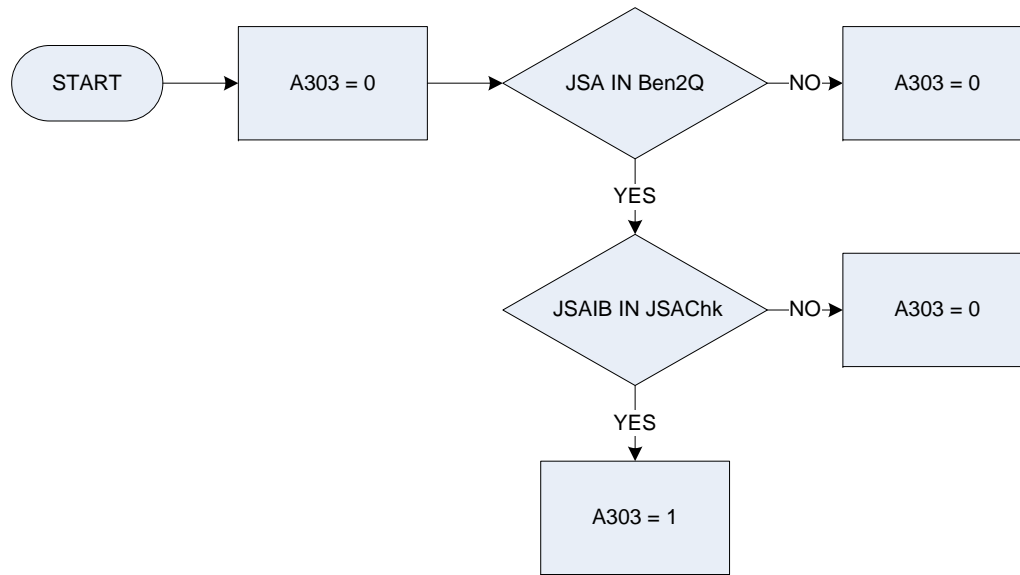 START
A303 = 0
JSA IN Ben2Q
NO
A303 = 0
YES
JSAIB IN JSAChk
NO
A303 = 0
YES
A303 = 1